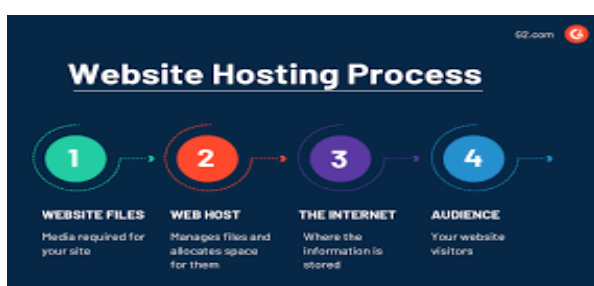 G2.com
Website Hosting Process
1 2 3 4
WEBSITE FILES
Media required for
your site
WEB HOST
Manages files and
allocates space
for them
THE INTERNET
Where the
information is
stored
AUDIENCE
Your website
visitors